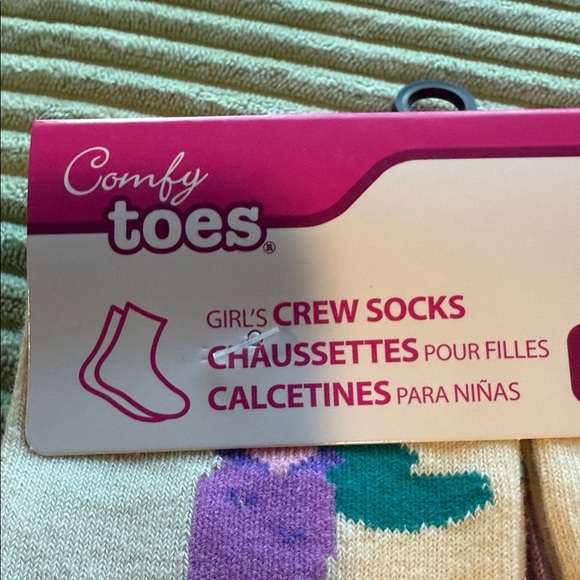 Comfy
toes®
GIRL'S CREW SOCKS
CHAUSSETTES POUR FILLES
CALCETINES PARA NIÑAS